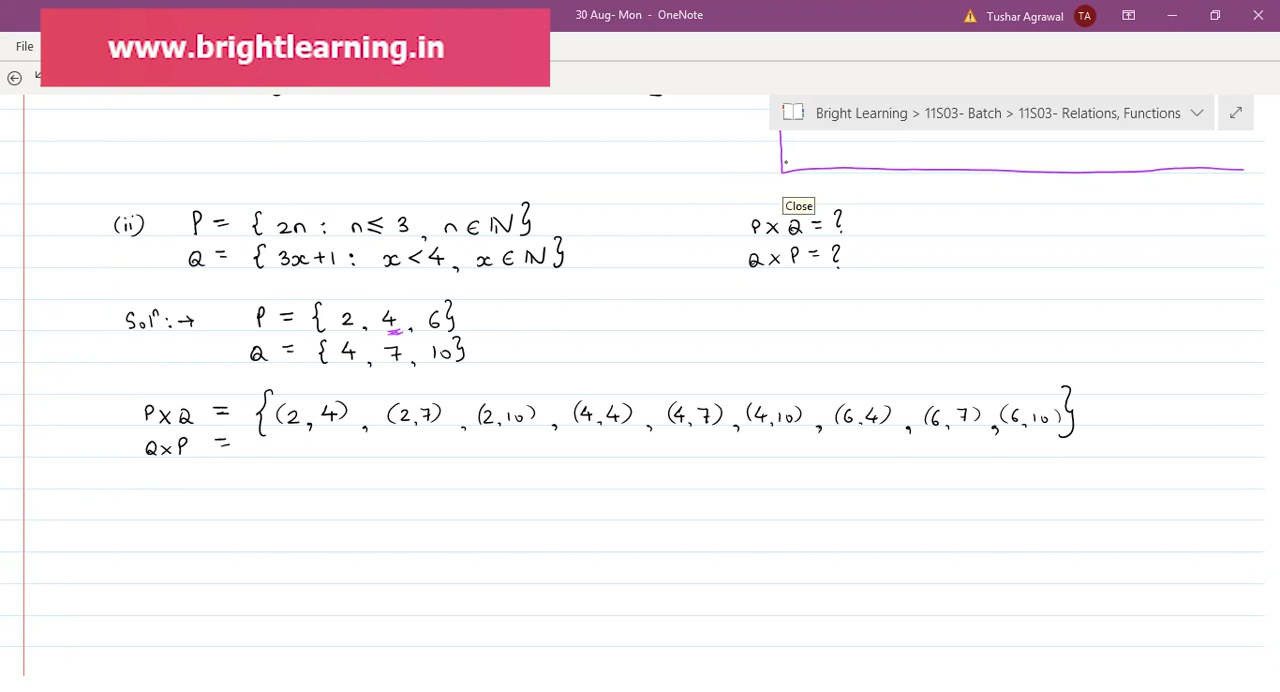 30 Aug- Mon - OneNote
Tushar Agrawal TA
www.brightlearning.in
File
Bright Learning > 11S03- Batch > 11S03- Relations, Functions
Close
(ii) P = { 2n : n ≤ 3 , n ∈ ℕ } P × Q = ?
Q = { 3x+1 : x < 4 , x ∈ ℕ } Q × P = ?
Solⁿ : → P = { 2 , 4 , 6 }
Q = { 4 , 7 , 10 }
P × Q = { (2, 4) , (2,7) , (2,10) , (4,4) , (4,7) , (4,10) , (6,4) , (6,7) , (6,10) }
Q × P =